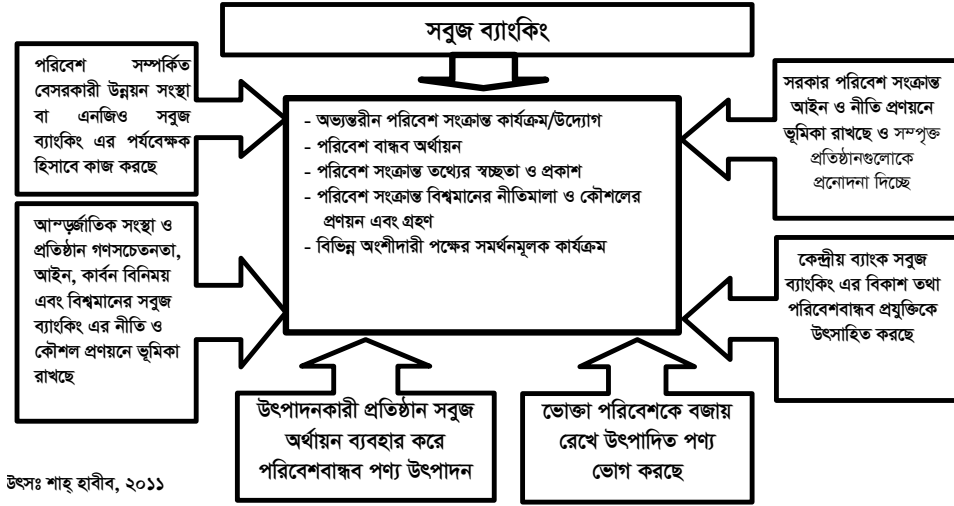 সবুজ ব্যাংকিং
পরিবেশ সম্পর্কিত
বেসরকারী উন্নয়ন সংস্থা
বা এনজিও সবুজ
ব্যাংকিং এর পর্যবেক্ষক
হিসাবে কাজ করছে
- অভ্যন্তরীন পরিবেশ সংক্রান্ত কার্যক্রম/উদ্যোগ
- পরিবেশ বান্ধব অর্থায়ন
- পরিবেশ সংক্রান্ত তথ্যের স্বচ্ছতা ও প্রকাশ
- পরিবেশ সংক্রান্ত বিশ্বমানের নীতিমালা ও কৌশলের
প্রণয়ন এবং গ্রহণ
- বিভিন্ন অংশীদারী পক্ষের সমর্থনমূলক কার্যক্রম
সরকার পরিবেশ সংক্রান্ত
আইন ও নীতি প্রণয়নে
ভূমিকা রাখছে ও সম্পৃক্ত
প্রতিষ্ঠানগুলোকে
প্রনোদনা দিচ্ছে
আন্তর্জাতিক সংস্থা ও
প্রতিষ্ঠান গণসচেতনতা,
আইন, কার্বন বিনিময়
এবং বিশ্বমানের সবুজ
ব্যাংকিং এর নীতি ও
কৌশল প্রণয়নে ভূমিকা
রাখছে
কেন্দ্রীয় ব্যাংক সবুজ
ব্যাংকিং এর বিকাশ তথা
পরিবেশবান্ধব প্রযুক্তিকে
উৎসাহিত করছে
উৎপাদনকারী প্রতিষ্ঠান সবুজ
অর্থায়ন ব্যবহার করে
পরিবেশবান্ধব পণ্য উৎপাদন
ভোক্তা পরিবেশকে বজায়
রেখে উৎপাদিত পণ্য
ভোগ করছে
উৎসঃ শাহ্ হাবীব, ২০১১